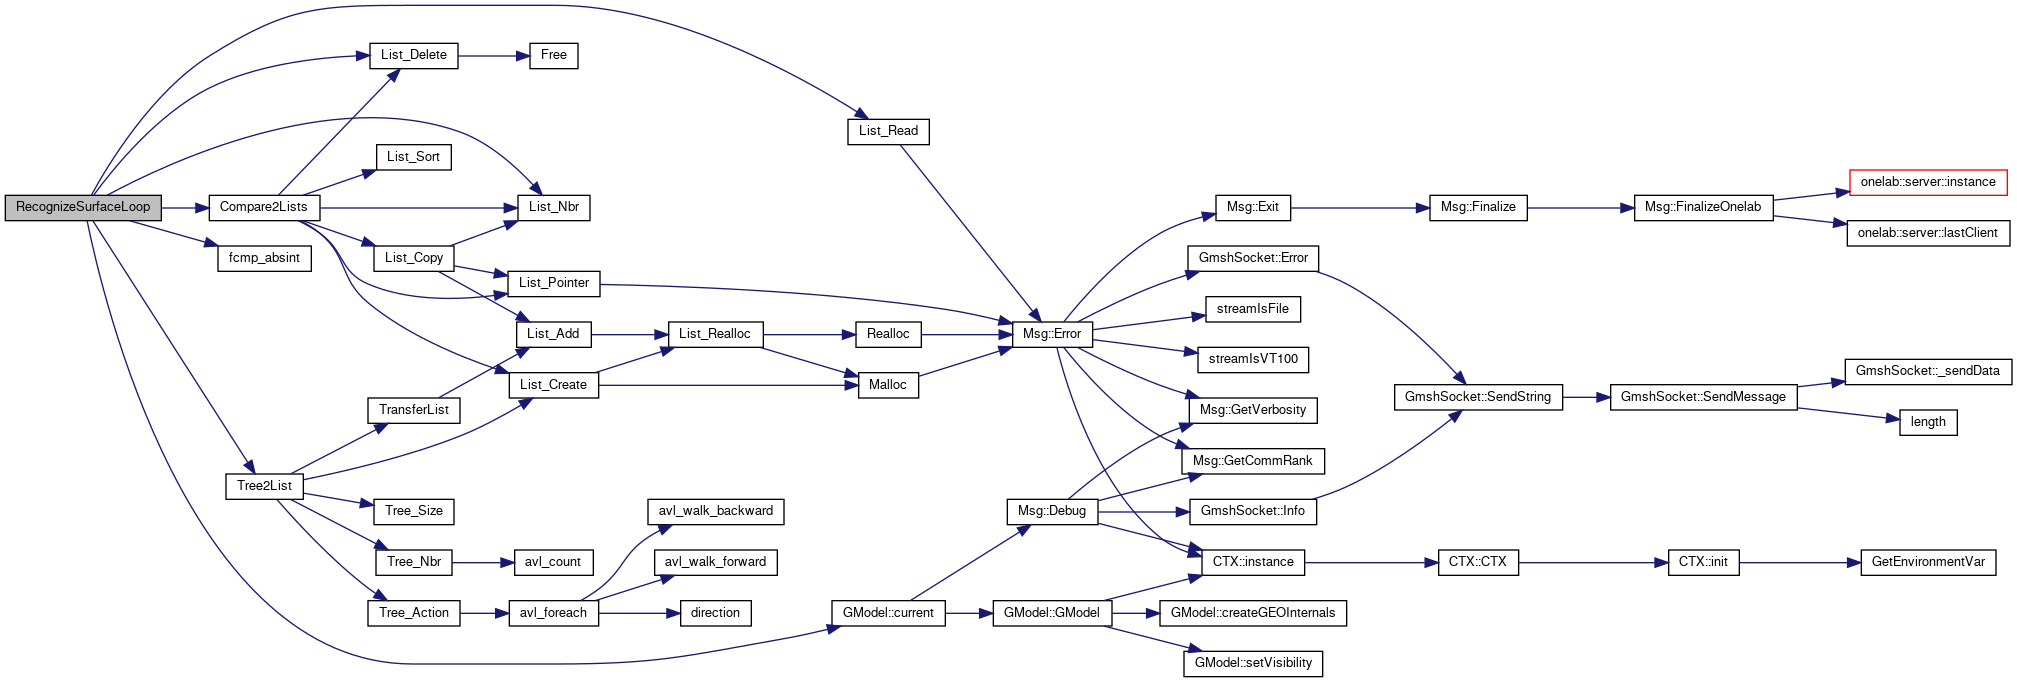 RecognizeSurfaceLoop
List_Delete
Free
List_Read
List_Sort
Compare2Lists
List_Nbr
fcmp_absint
List_Copy
List_Pointer
List_Add
List_Realloc
Realloc
Msg::Error
List_Create
Malloc
TransferList
Tree2List
Tree_Size
Tree_Nbr
avl_count
Tree_Action
avl_foreach
avl_walk_backward
avl_walk_forward
direction
GModel::current
Msg::Debug
GModel::GModel
Msg::Exit
Msg::Finalize
Msg::FinalizeOnelab
onelab::server::instance
onelab::server::lastClient
GmshSocket::Error
streamIsFile
streamIsVT100
Msg::GetVerbosity
Msg::GetCommRank
GmshSocket::Info
GmshSocket::SendString
GmshSocket::SendMessage
GmshSocket::_sendData
length
CTX::instance
CTX::CTX
CTX::init
GetEnvironmentVar
GModel::createGEOInternals
GModel::setVisibility